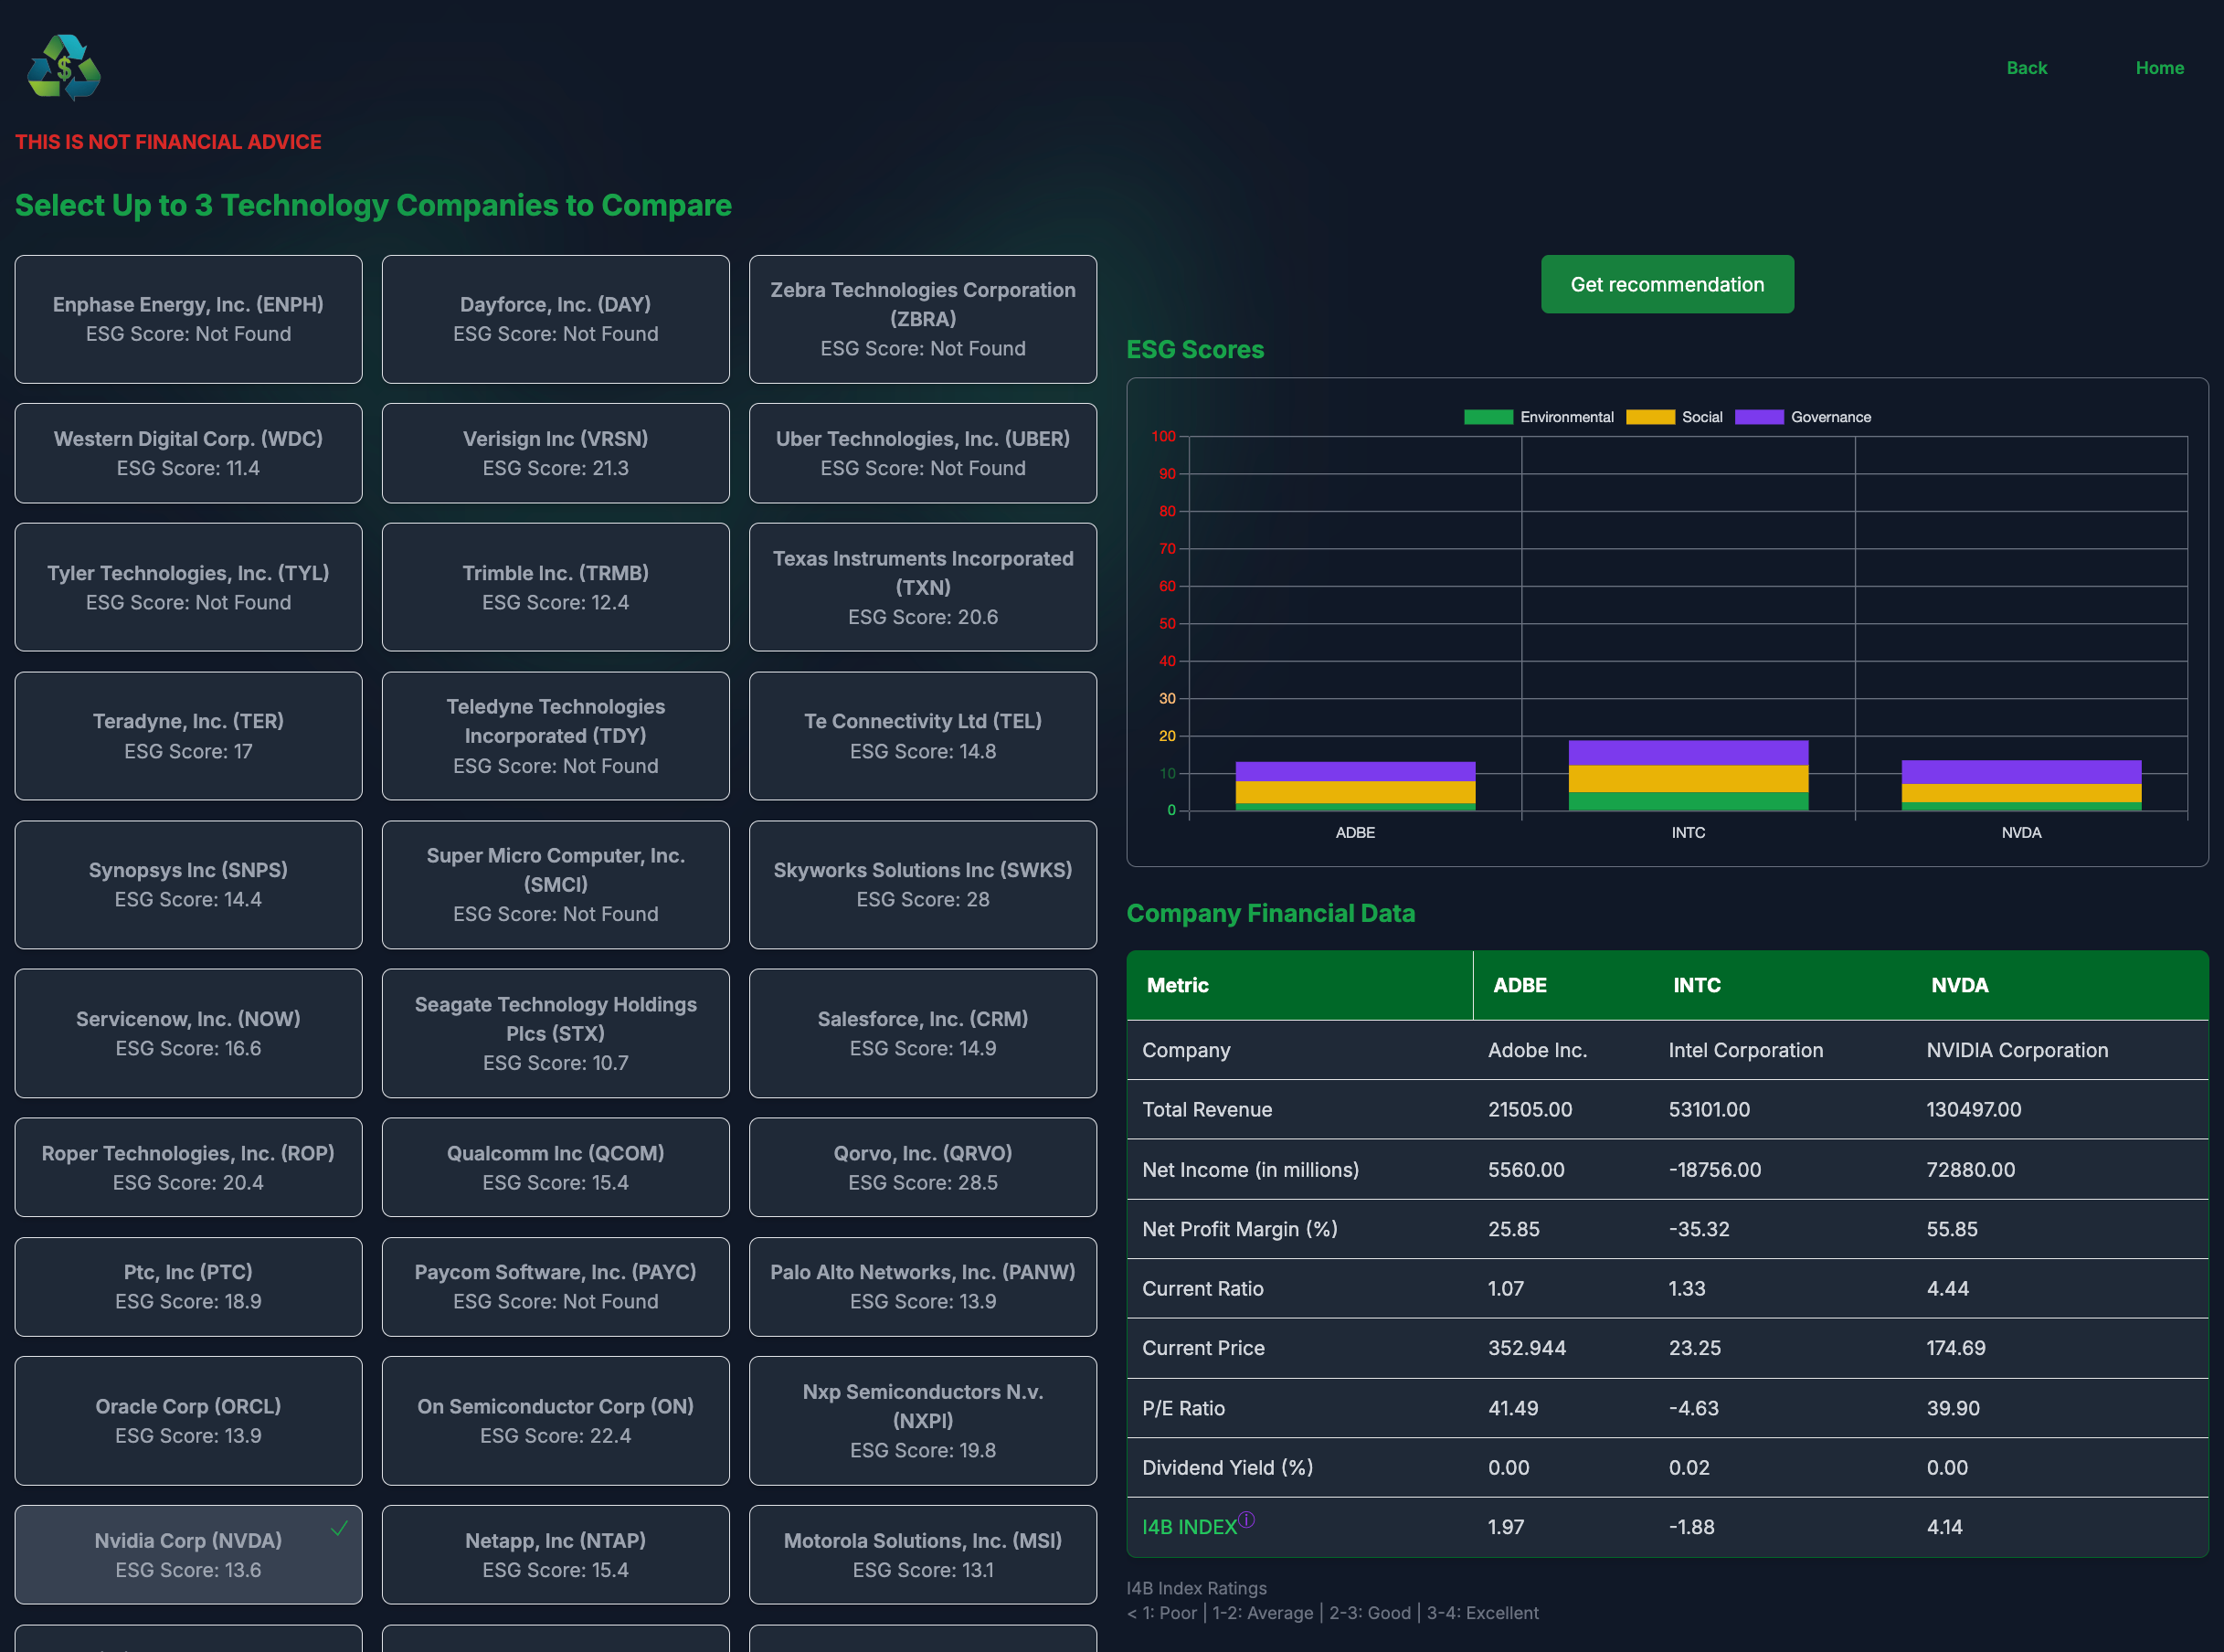 $
Back
Home
THIS IS NOT FINANCIAL ADVICE
Select Up to 3 Technology Companies to Compare
Enphase Energy, Inc. (ENPH)
ESG Score: Not Found
Dayforce, Inc. (DAY)
ESG Score: Not Found
Zebra Technologies Corporation
(ZBRA)
ESG Score: Not Found
Western Digital Corp. (WDC)
ESG Score: 11.4
Verisign Inc (VRSN)
ESG Score: 21.3
Uber Technologies, Inc. (UBER)
ESG Score: Not Found
Tyler Technologies, Inc. (TYL)
ESG Score: Not Found
Trimble Inc. (TRMB)
ESG Score: 12.4
Texas Instruments Incorporated
(TXN)
ESG Score: 20.6
Teradyne, Inc. (TER)
ESG Score: 17
Teledyne Technologies
Incorporated (TDY)
ESG Score: Not Found
Te Connectivity Ltd (TEL)
ESG Score: 14.8
Synopsys Inc (SNPS)
ESG Score: 14.4
Super Micro Computer, Inc.
(SMCI)
ESG Score: Not Found
Skyworks Solutions Inc (SWKS)
ESG Score: 28
Servicenow, Inc. (NOW)
ESG Score: 16.6
Seagate Technology Holdings
Plcs (STX)
ESG Score: 10.7
Salesforce, Inc. (CRM)
ESG Score: 14.9
Roper Technologies, Inc. (ROP)
ESG Score: 20.4
Qualcomm Inc (QCOM)
ESG Score: 15.4
Qorvo, Inc. (QRVO)
ESG Score: 28.5
Ptc, Inc (PTC)
ESG Score: 18.9
Paycom Software, Inc. (PAYC)
ESG Score: Not Found
Palo Alto Networks, Inc. (PANW)
ESG Score: 13.9
Oracle Corp (ORCL)
ESG Score: 13.9
On Semiconductor Corp (ON)
ESG Score: 22.4
Nxp Semiconductors N.v.
(NXPI)
ESG Score: 19.8
Nvidia Corp (NVDA)
ESG Score: 13.6
Netapp, Inc (NTAP)
ESG Score: 15.4
Motorola Solutions, Inc. (MSI)
ESG Score: 13.1
Get recommendation
ESG Scores
Environmental Social Governance
100
90
80
70
60
50
40
30
20
10
0
ADBE INTC NVDA
Company Financial Data
Metric ADBE INTC NVDA
Company Adobe Inc. Intel Corporation NVIDIA Corporation
Total Revenue 21505.00 53101.00 130497.00
Net Income (in millions) 5560.00 -18756.00 72880.00
Net Profit Margin (%) 25.85 -35.32 55.85
Current Ratio 1.07 1.33 4.44
Current Price 352.944 23.25 174.69
P/E Ratio 41.49 -4.63 39.90
Dividend Yield (%) 0.00 0.02 0.00
I4B INDEXⓘ 1.97 -1.88 4.14
I4B Index Ratings
< 1: Poor | 1-2: Average | 2-3: Good | 3-4: Excellent